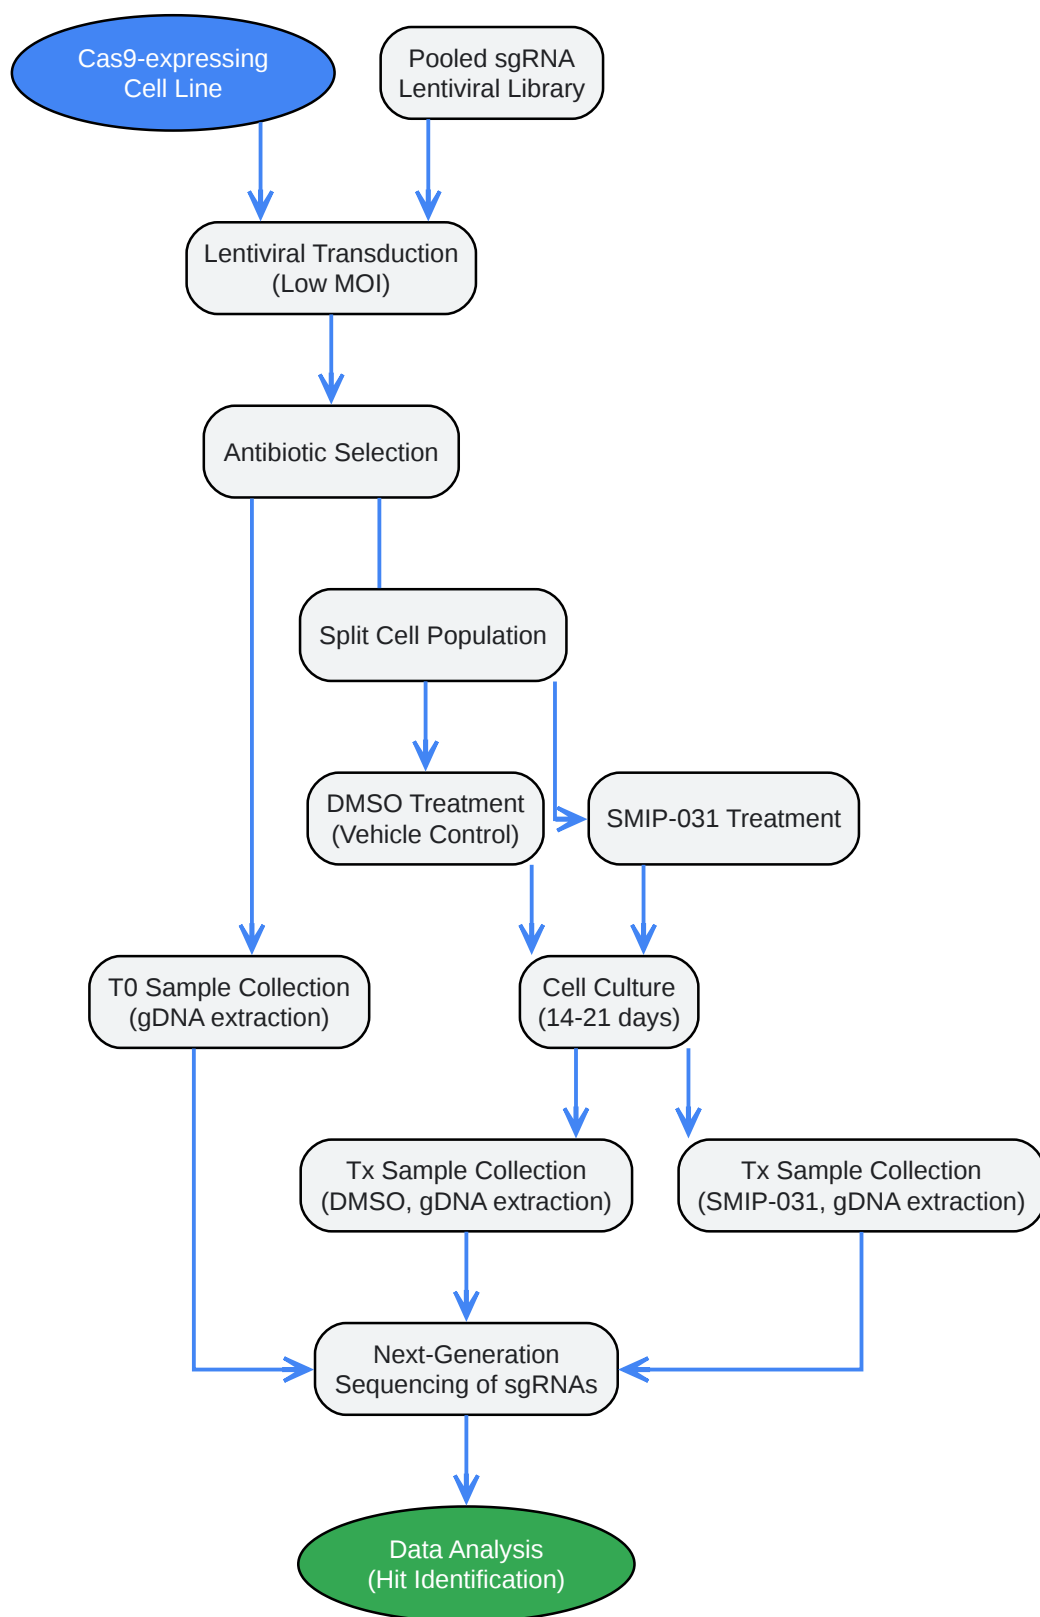 Cas9-expressing
Cell Line
Pooled sgRNA
Lentiviral Library
Lentiviral Transduction
(Low MOI)
Antibiotic Selection
Split Cell Population
DMSO Treatment
(Vehicle Control)
SMIP-031 Treatment
T0 Sample Collection
(gDNA extraction)
Cell Culture
(14-21 days)
Tx Sample Collection
(DMSO, gDNA extraction)
Tx Sample Collection
(SMIP-031, gDNA extraction)
Next-Generation
Sequencing of sgRNAs
Data Analysis
(Hit Identification)